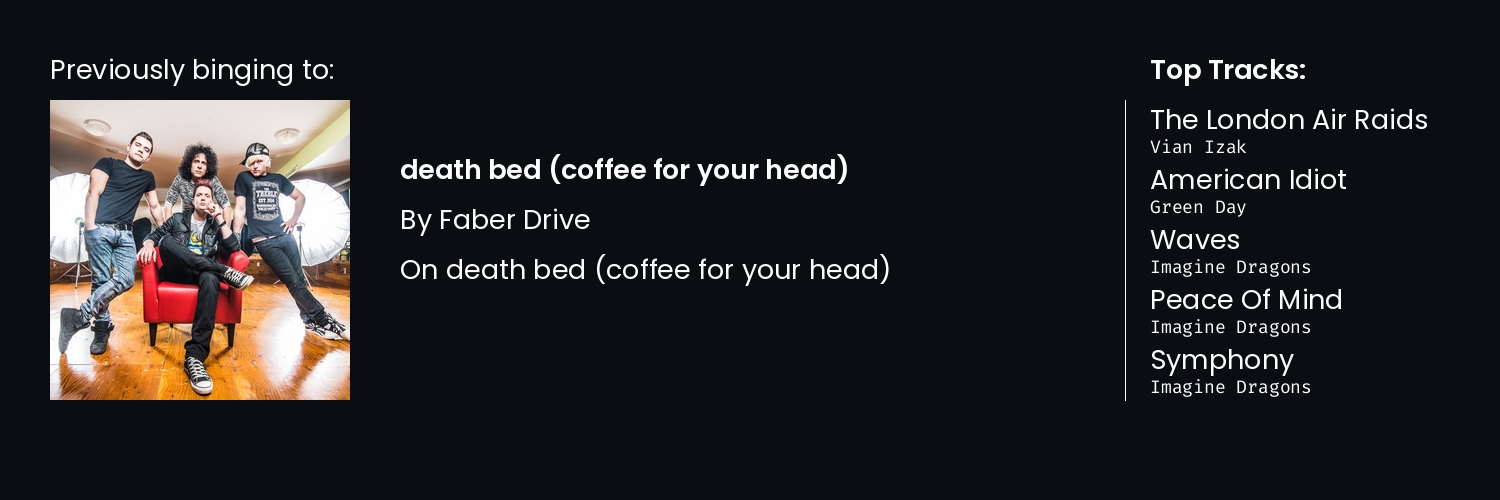 Previously binging to:
death bed (coffee for your head)
By Faber Drive
On death bed (coffee for your head)
Top Tracks:
The London Air Raids
Vian Izak
American Idiot
Green Day
Waves
Imagine Dragons
Peace Of Mind
Imagine Dragons
Symphony
Imagine Dragons